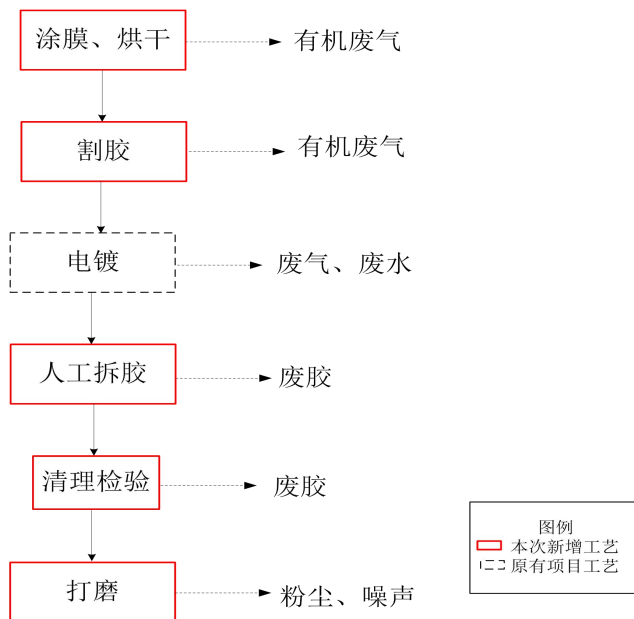 涂膜、烘干
有机废气
割胶
有机废气
电镀
废气、废水
人工拆胶
废胶
清理检验
废胶
打磨
粉尘、噪声
图例
本次新增工艺
原有项目工艺